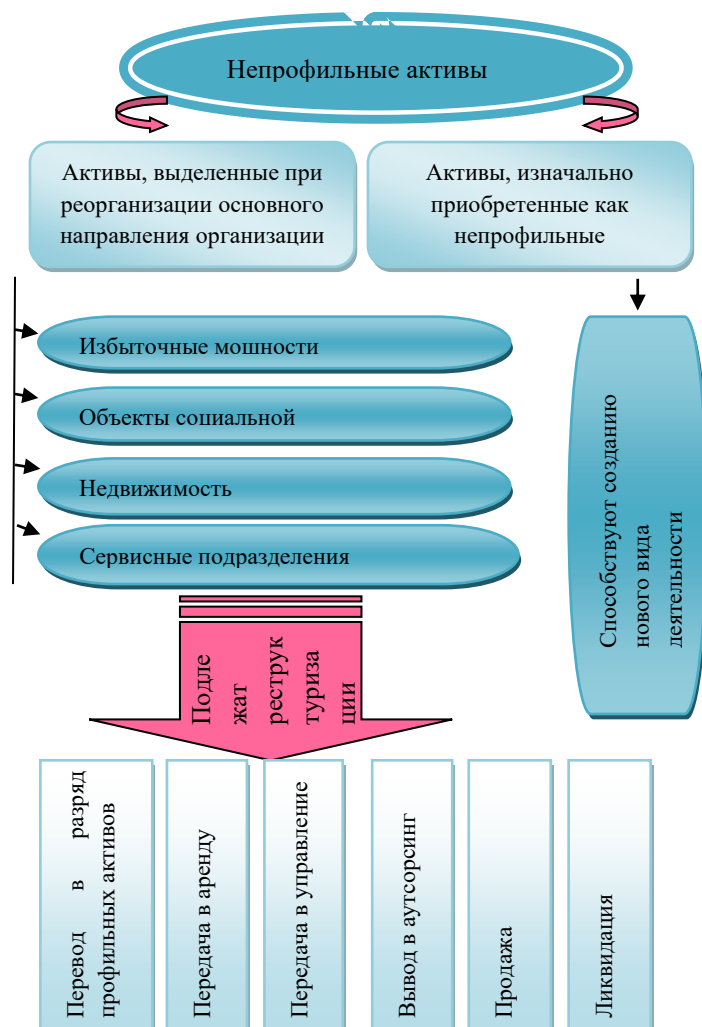 Непрофильные активы
Активы, выделенные при
реорганизации основного
направления организации
Активы, изначально
приобретенные как
непрофильные
Избыточные мошности
Объекты социальной
Недвижимость
Сервисные подразделения
Способствуют созданию
нового вида
деятельности
Подле
жат
реструк
туриза
ции
Перевод в разряд
профильных активов
Передача в аренду
Передача в управление
Вывод в аутсорсинг
Продажа
Ликвидация